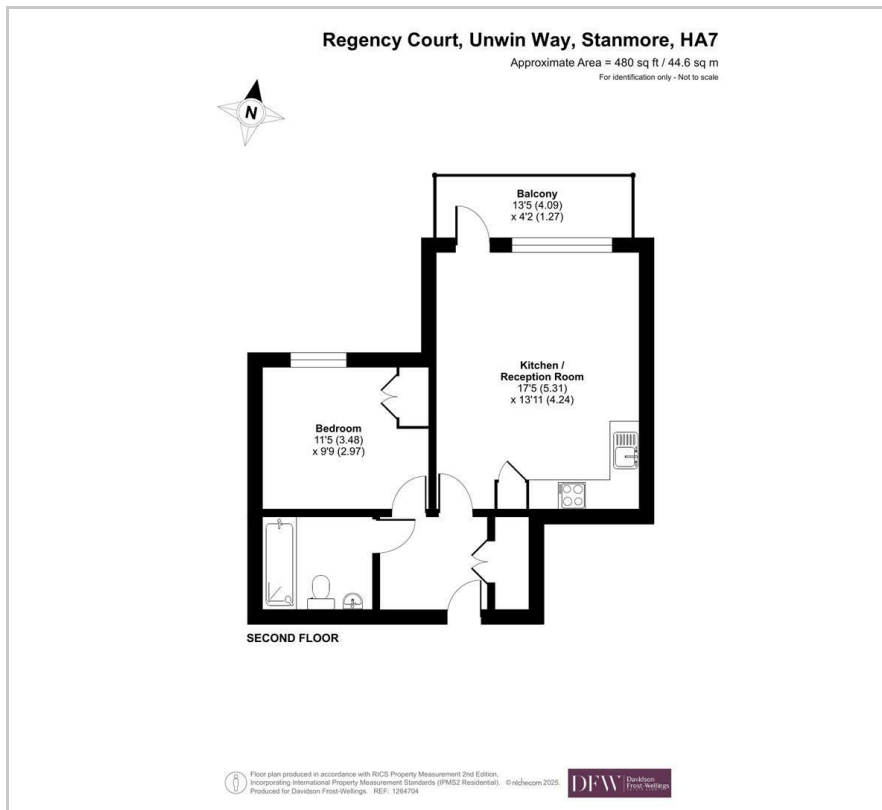 Regency Court, Unwin Way, Stanmore, HA7
Approximate Area = 480 sq ft / 44.6 sq m
For identification only - Not to scale
N
Balcony
13'5 (4.09)
x 4'2 (1.27)
Kitchen /
Reception Room
17'5 (5.31)
x 13'11 (4.24)
Bedroom
11'5 (3.48)
x 9'9 (2.97)
SECOND FLOOR
Floor plan produced in accordance with RICS Property Measurement 2nd Edition,
Incorporating International Property Measurement Standards (IPMS2 Residential). © nichecom 2025.
Produced for Davidson Frost-Wellings. REF: 1264704
DFW
Davidson
Frost-Wellings